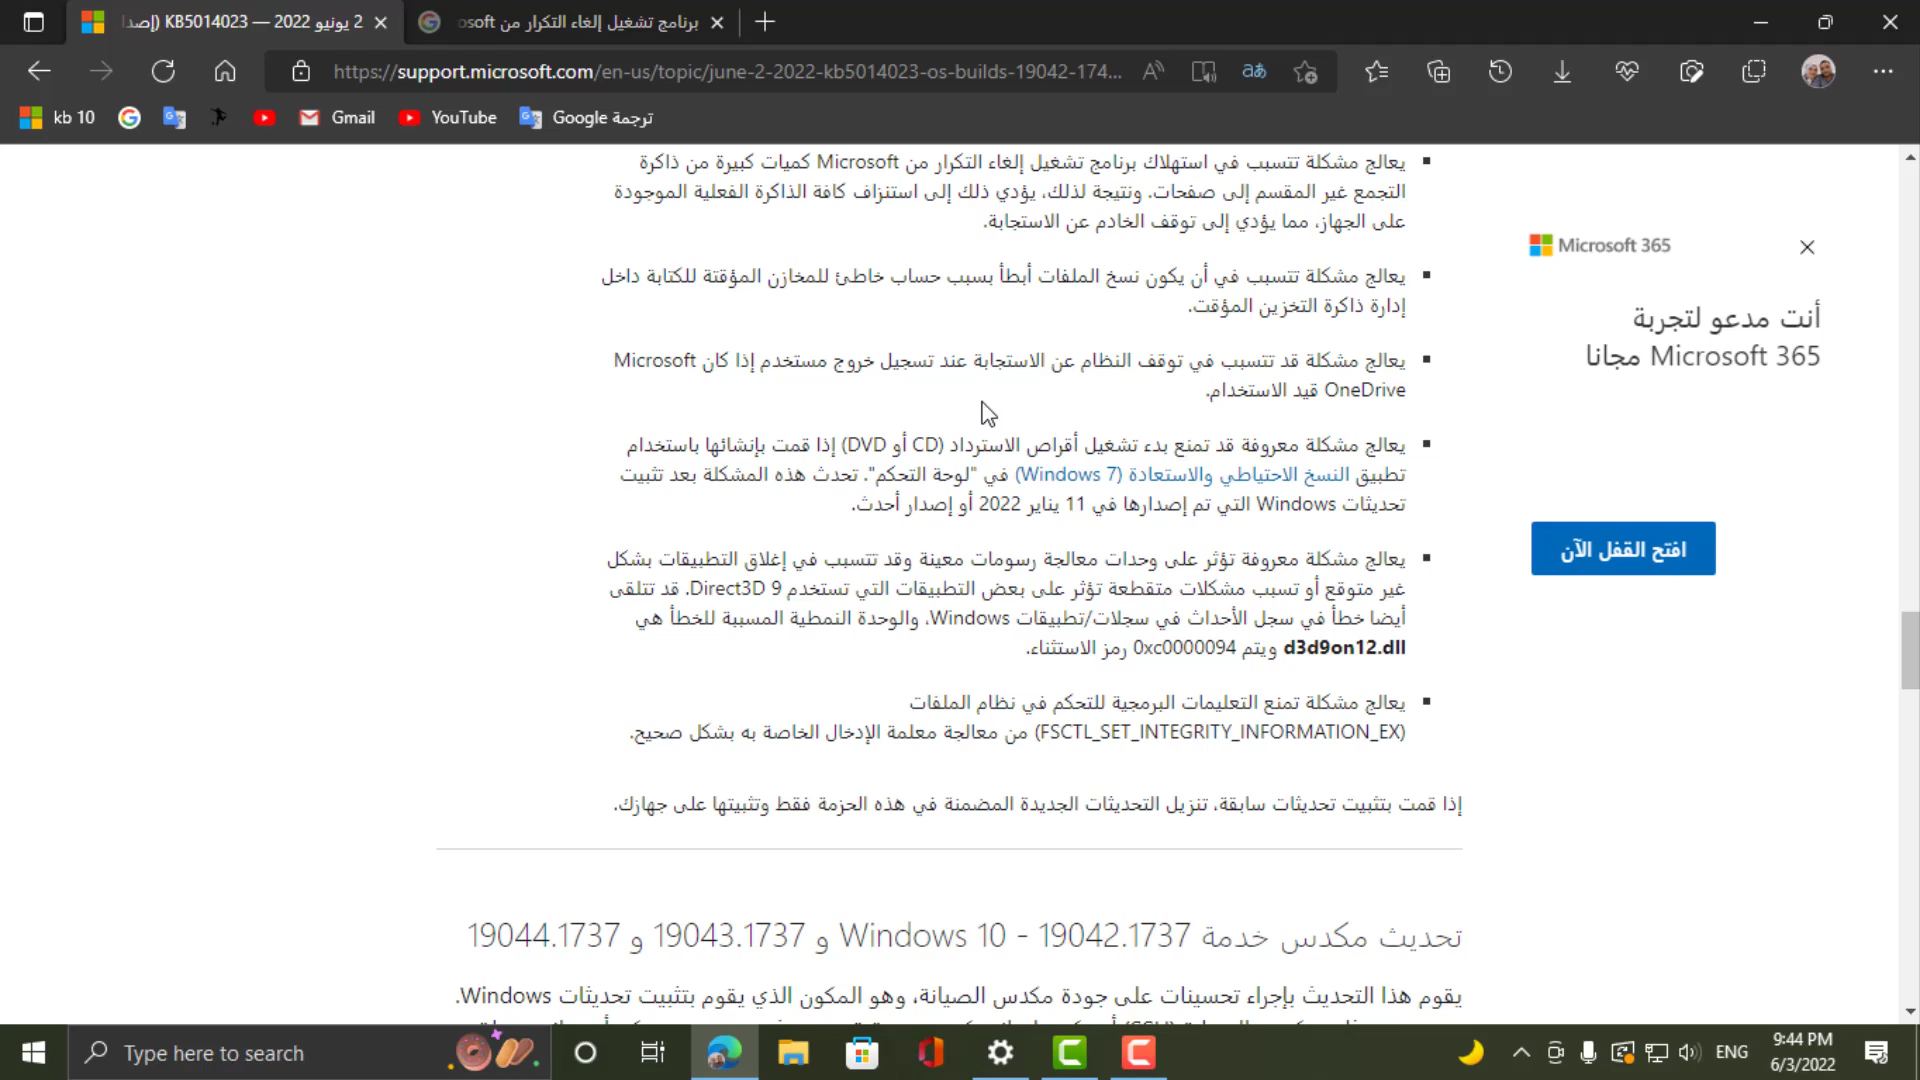 2 يونيو 2022 — KB5014023 (إصدا
برنامج تشغيل إلغاء التكرار من osoft
https://support.microsoft.com/en-us/topic/june-2-2022-kb5014023-os-builds-19042-174...
kb 10
Gmail
YouTube
ترجمة Google
يعالج مشكلة تتسبب في استهلاك برنامج تشغيل إلغاء التكرار من Microsoft كميات كبيرة من ذاكرة
التجمع غير المقسم إلى صفحات. ونتيجة لذلك، يؤدي ذلك إلى استنزاف كافة الذاكرة الفعلية الموجودة
على الجهاز، مما يؤدي إلى توقف الخادم عن الاستجابة.
يعالج مشكلة تتسبب في أن يكون نسخ الملفات أبطأ بسبب حساب خاطئ للمخازن المؤقتة للكتابة داخل
إدارة ذاكرة التخزين المؤقت.
يعالج مشكلة قد تتسبب في توقف النظام عن الاستجابة عند تسجيل خروج مستخدم إذا كان Microsoft
OneDrive قيد الاستخدام.
يعالج مشكلة معروفة قد تمنع بدء تشغيل أقراص الاسترداد (CD أو DVD) إذا قمت بإنشائها باستخدام
تطبيق النسخ الاحتياطي والاستعادة (Windows 7) في "لوحة التحكم". تحدث هذه المشكلة بعد تثبيت
تحديثات Windows التي تم إصدارها في 11 يناير 2022 أو إصدار أحدث.
يعالج مشكلة معروفة تؤثر على وحدات معالجة رسومات معينة وقد تتسبب في إغلاق التطبيقات بشكل
غير متوقع أو تسبب مشكلات متقطعة تؤثر على بعض التطبيقات التي تستخدم Direct3D 9. قد تتلقى
أيضا خطأ في سجل الأحداث في سجلات/تطبيقات Windows، والوحدة النمطية المسببة للخطأ هي
d3d9on12.dll ويتم 0xc0000094 رمز الاستثناء.
يعالج مشكلة تمنع التعليمات البرمجية للتحكم في نظام الملفات
(FSCTL_SET_INTEGRITY_INFORMATION_EX) من معالجة معلمة الإدخال الخاصة به بشكل صحيح.
إذا قمت بتثبيت تحديثات سابقة، تنزيل التحديثات الجديدة المضمنة في هذه الحزمة فقط وتثبيتها على جهازك.
تحديث مكدس خدمة Windows 10 - 19042.1737 و 19043.1737 و 19044.1737
يقوم هذا التحديث بإجراء تحسينات على جودة مكدس الصيانة، وهو المكون الذي يقوم بتثبيت تحديثات Windows.
Microsoft 365
أنت مدعو لتجربة
Microsoft 365 مجانا
افتح القفل الآن
Type here to search
ENG
9:44 PM
6/3/2022